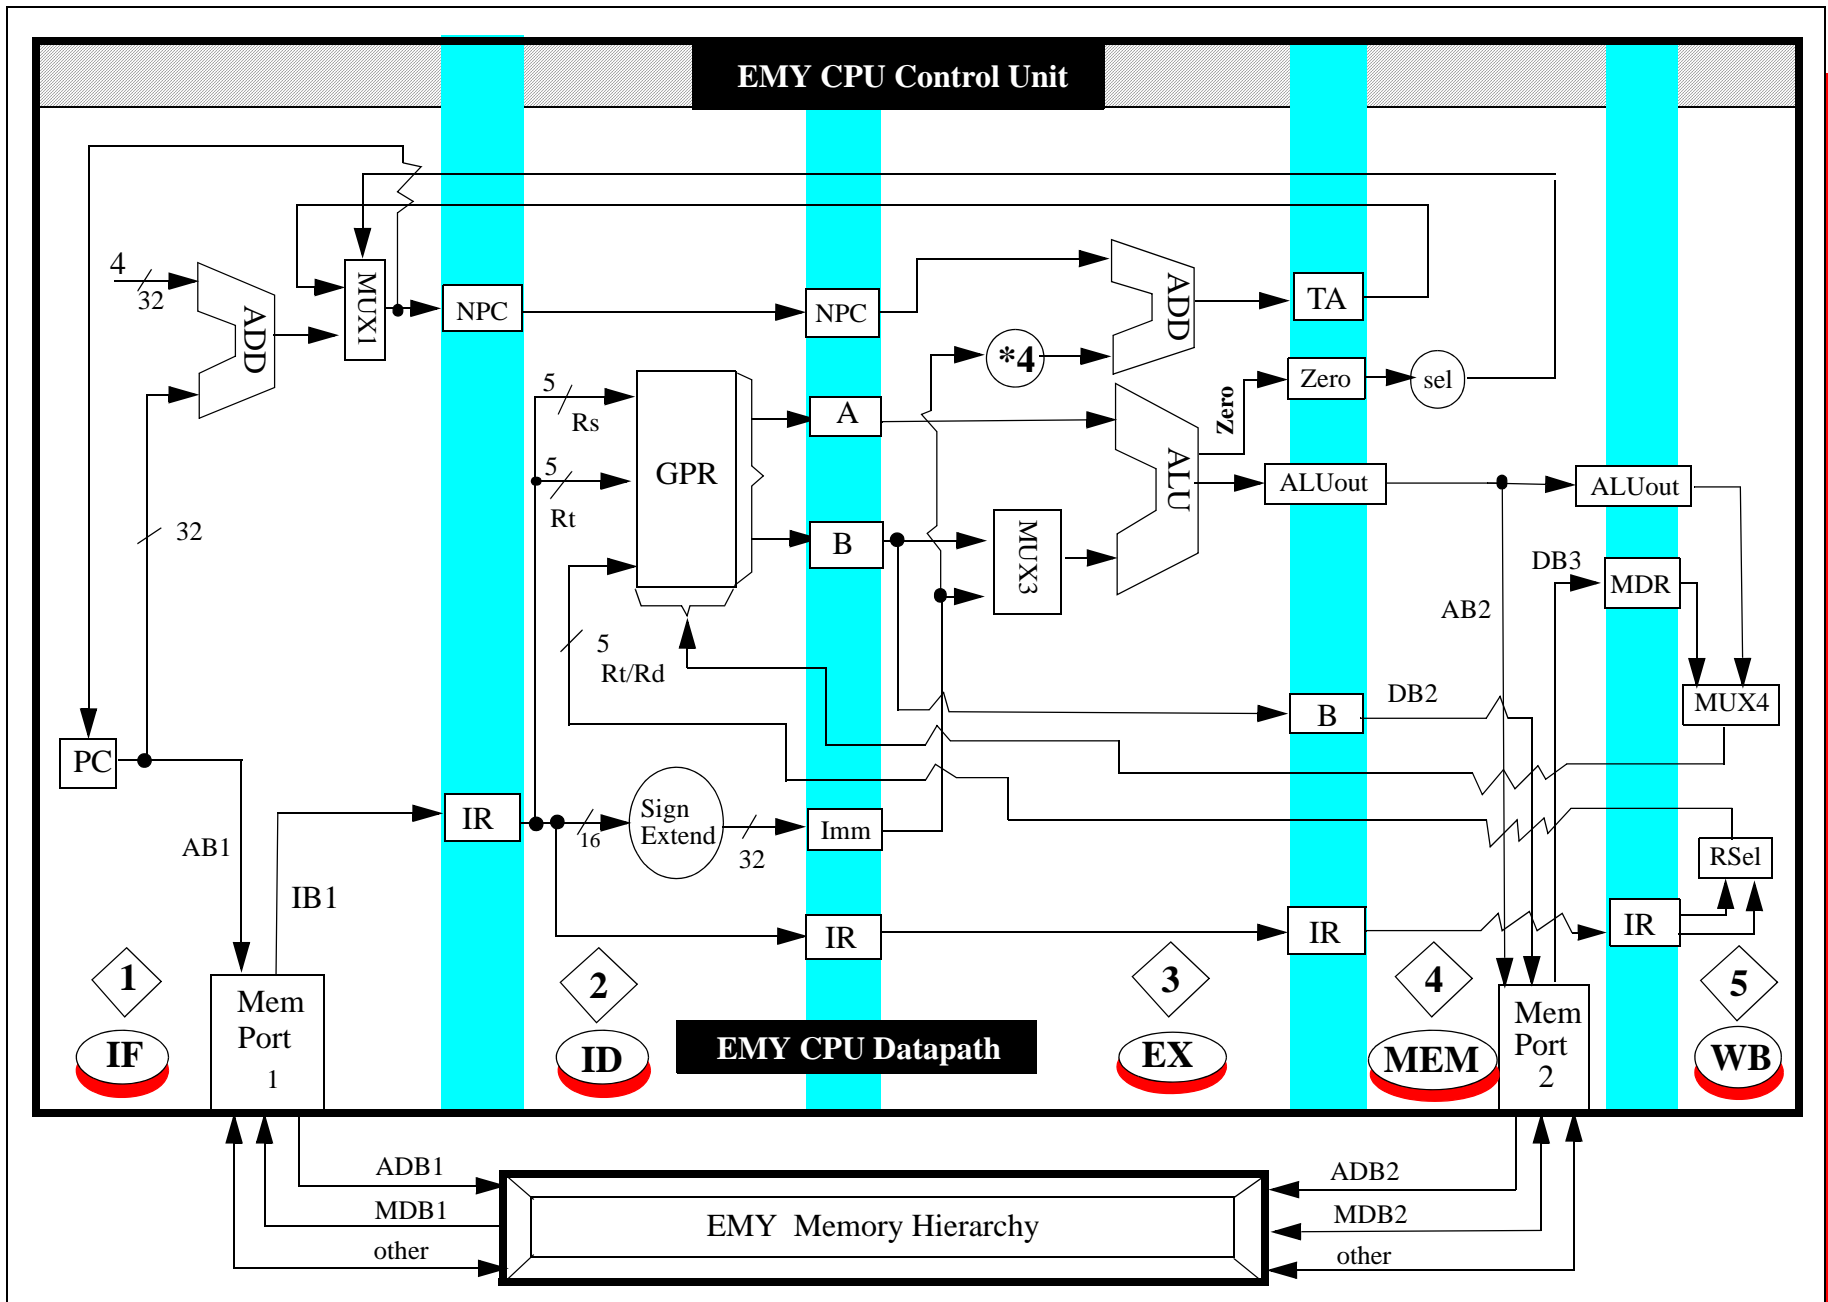 EMY CPU Control Unit
4
32
ADD
MUX1
NPC
NPC
ADD
TA
*4
Zero
sel
5
Rs
A
Zero
5
Rt
GPR
ALU
ALUout
ALUout
32
B
MUX3
DB3
MDR
AB2
5
Rt/Rd
B
DB2
MUX4
PC
IR
16
Sign
Extend
32
Imm
AB1
RSel
IB1
IR
IR
IR
1
2
3
4
5
IF
Mem
Port
1
ID
EMY CPU Datapath
EX
MEM
Mem
Port
2
WB
ADB1
ADB2
MDB1
EMY Memory Hierarchy
MDB2
other
other